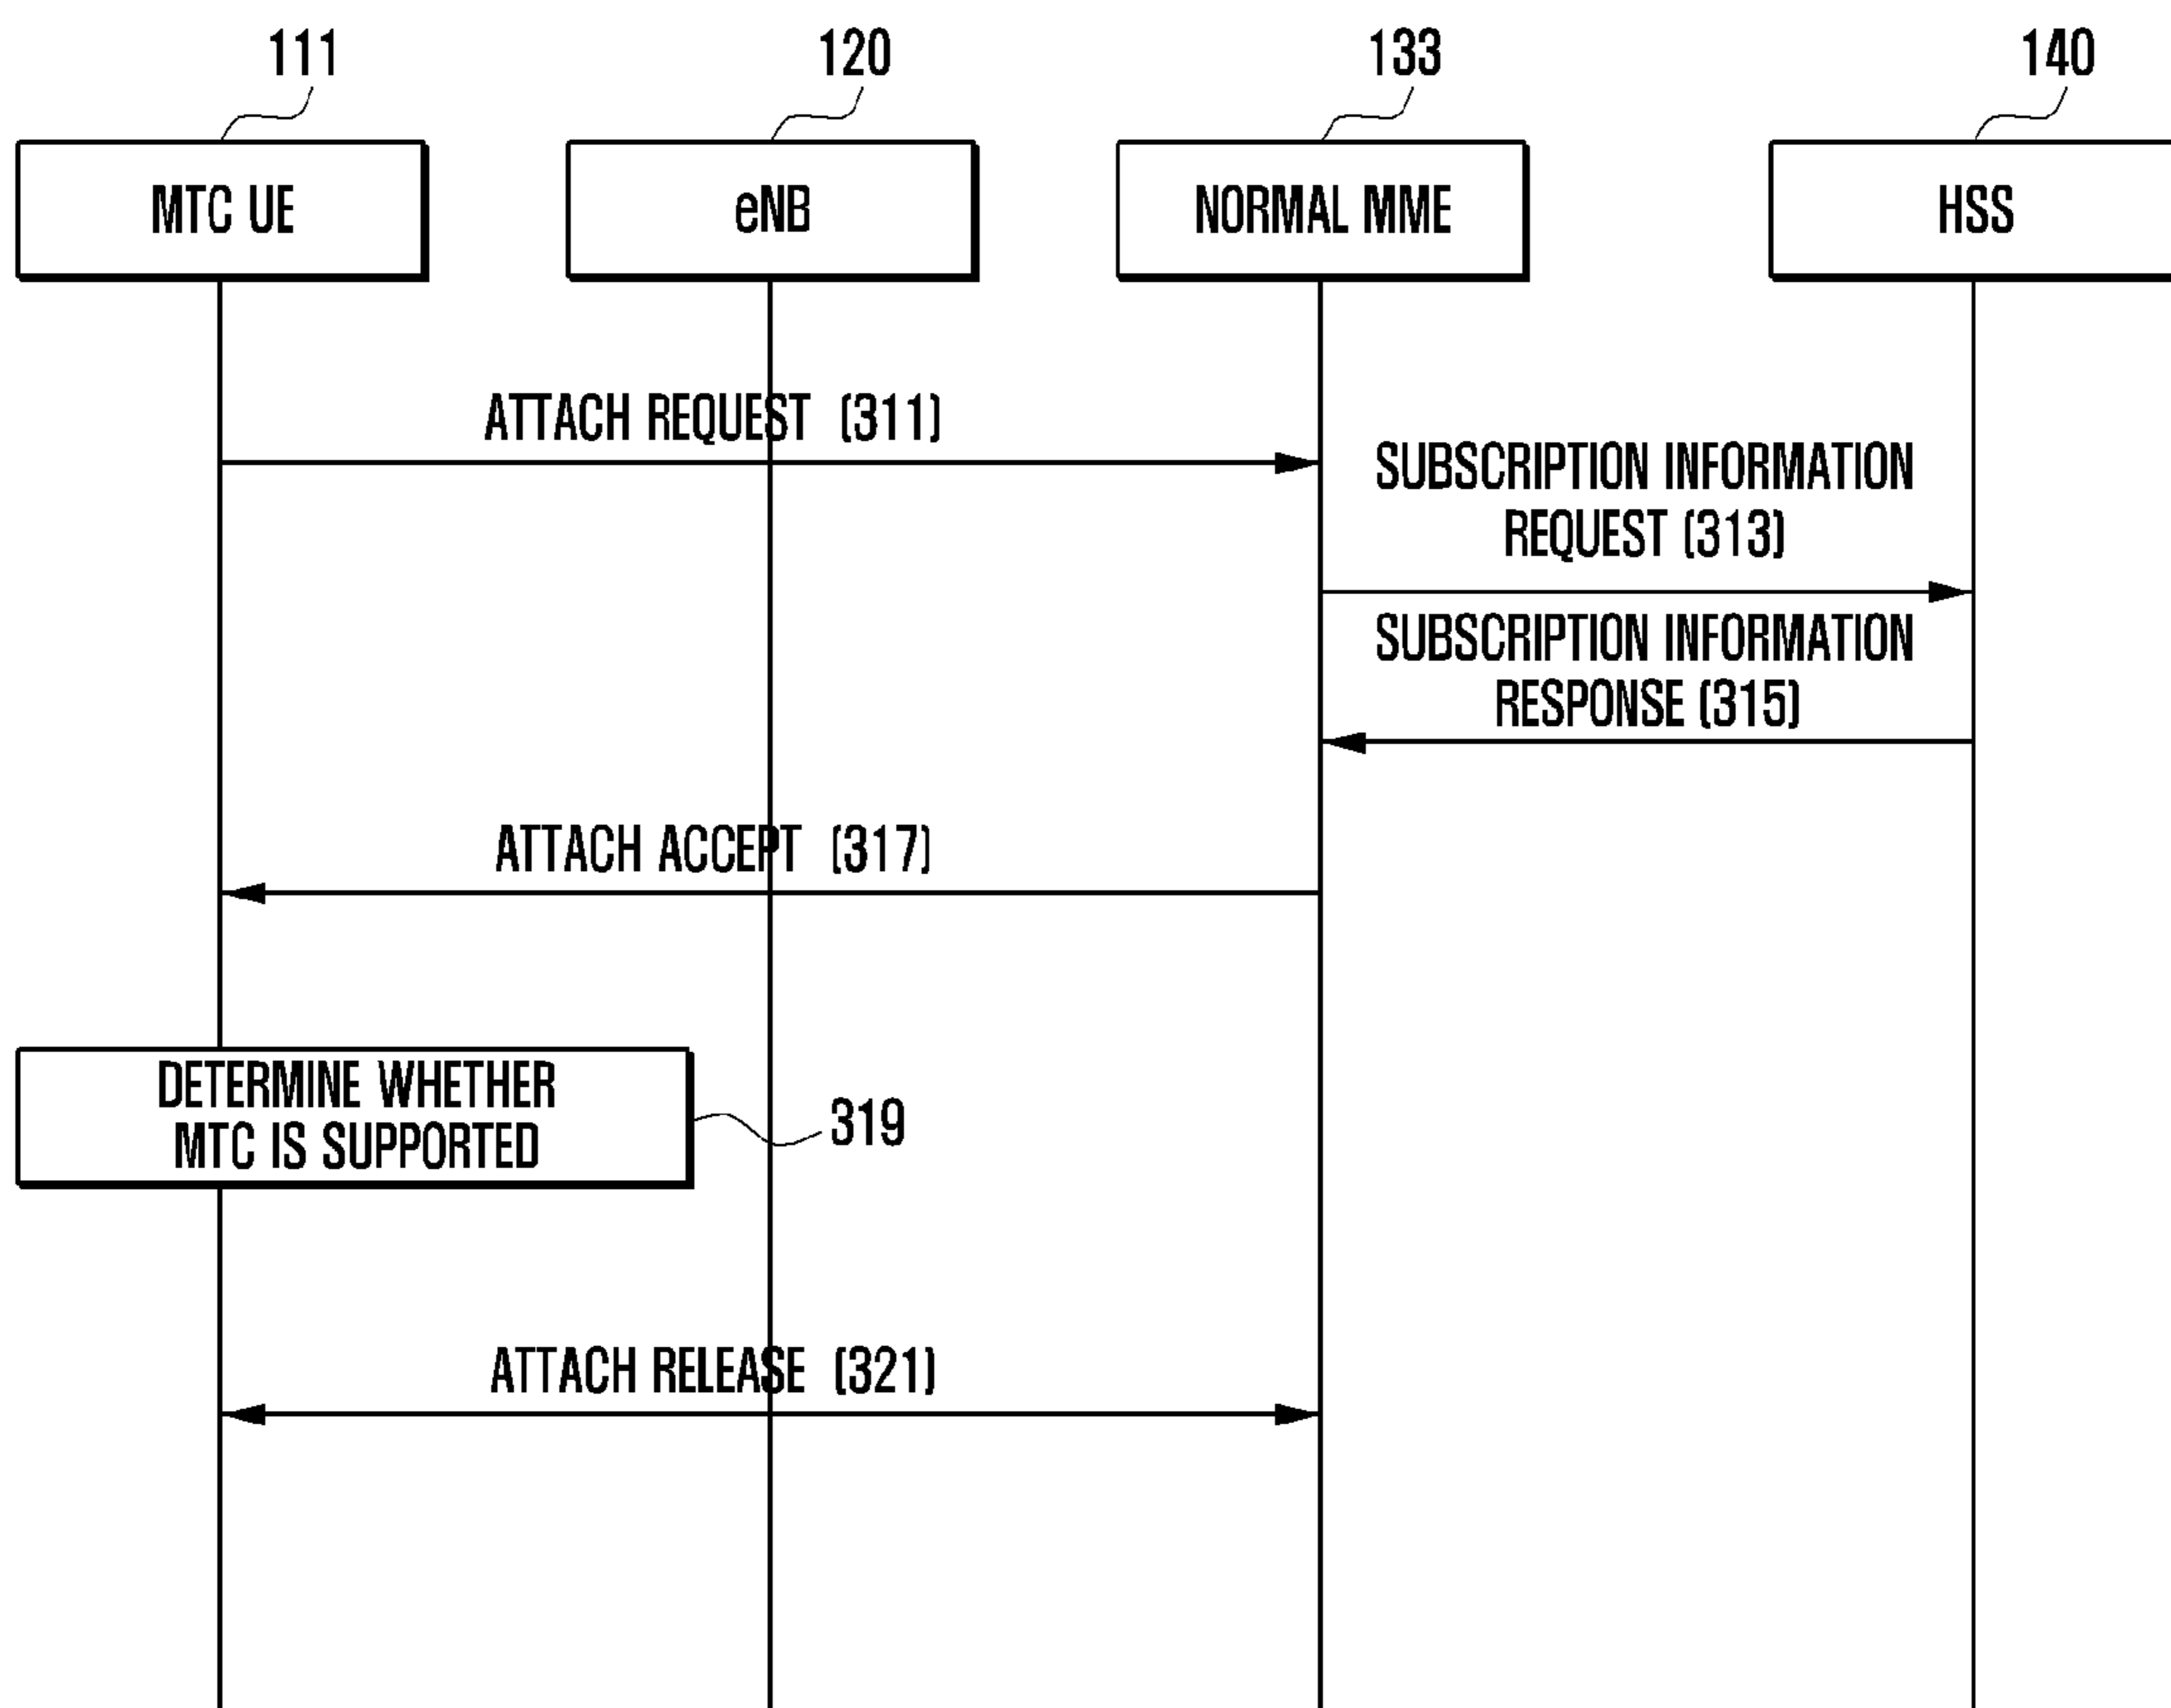 111
120
133
140
MTC UE
eNB
NORMAL MME
HSS
ATTACH REQUEST (311)
SUBSCRIPTION INFORMATION
REQUEST (313)
SUBSCRIPTION INFORMATION
RESPONSE (315)
ATTACH ACCEPT (317)
DETERMINE WHETHER
MTC IS SUPPORTED
319
ATTACH RELEASE (321)